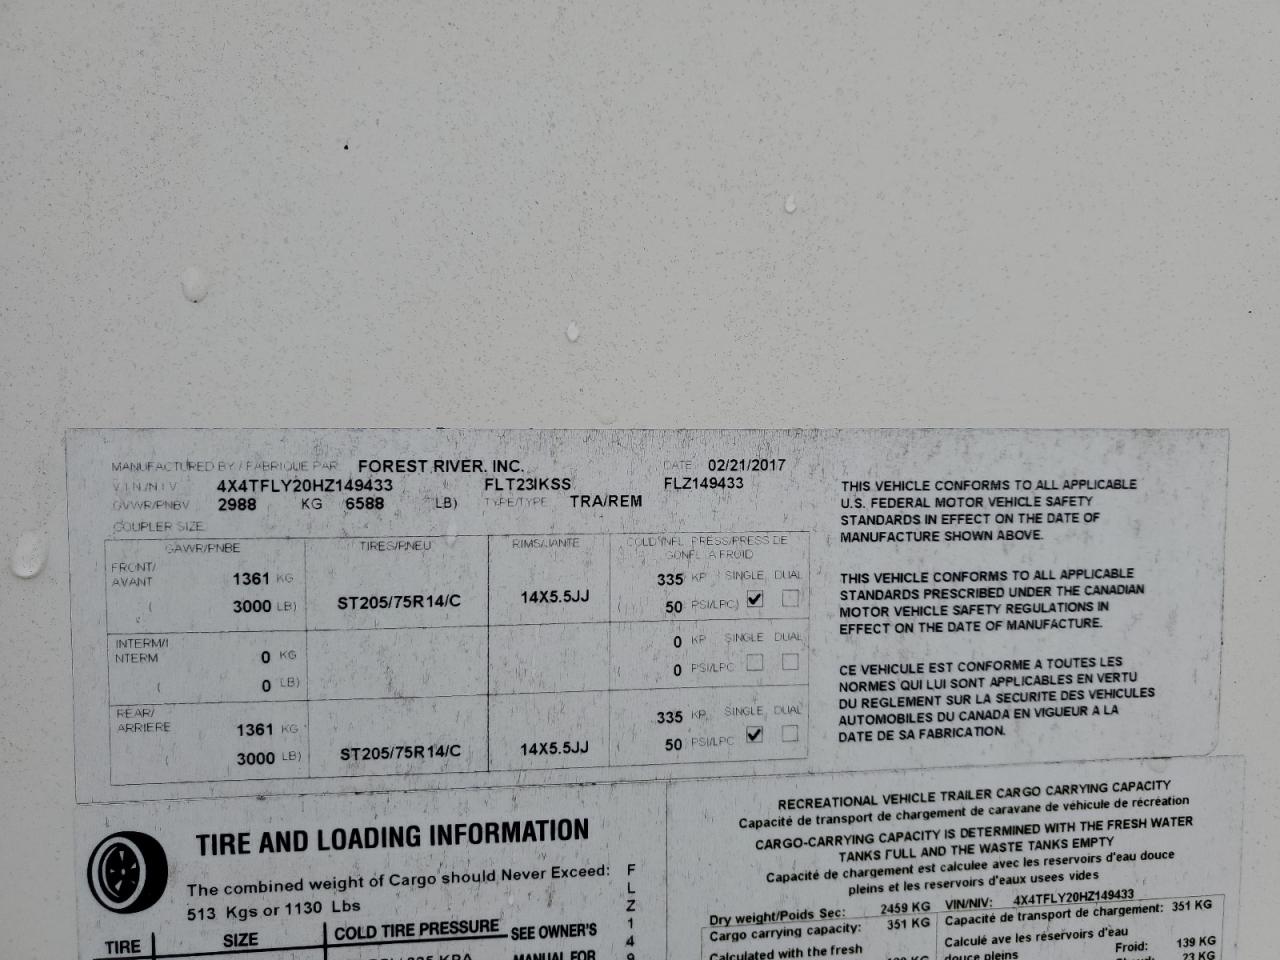 MANUFACTURED BY / FABRIQUE PAR FOREST RIVER. INC. DATE 02/21/2017
V.I.N/N.I.V 4X4TFLY20HZ149433 FLT23IKSS FLZ149433
GVWR/PNBV 2988 KG 6588 LB) TYPE/TYPE TRA/REM
COUPLER SIZE
GAWR/PNBE TIRES/PNEU RIMS/JANTE COLD INFL. PRESS/PRESS DE
GONFL. A FROID
FRONT/
AVANT 1361 KG 335 KP SINGLE DUAL
( 3000 LB) ST205/75R14/C 14X5.5JJ 50 PSI/LPC)
INTERM/I
NTERM 0 KG 0 KP SINGLE DUAL
( 0 LB) 0 PSI/LPC
REAR/
ARRIERE 1361 KG 335 KP SINGLE DUAL
3000 LB) ST205/75R14/C 14X5.5JJ 50 PSI/LPC
THIS VEHICLE CONFORMS TO ALL APPLICABLE
U.S. FEDERAL MOTOR VEHICLE SAFETY
STANDARDS IN EFFECT ON THE DATE OF
MANUFACTURE SHOWN ABOVE.
THIS VEHICLE CONFORMS TO ALL APPLICABLE
STANDARDS PRESCRIBED UNDER THE CANADIAN
MOTOR VEHICLE SAFETY REGULATIONS IN
EFFECT ON THE DATE OF MANUFACTURE.
CE VEHICULE EST CONFORME A TOUTES LES
NORMES QUI LUI SONT APPLICABLES EN VERTU
DU REGLEMENT SUR LA SECURITE DES VEHICULES
AUTOMOBILES DU CANADA EN VIGUEUR A LA
DATE DE SA FABRICATION.
TIRE AND LOADING INFORMATION
The combined weight of Cargo should Never Exceed:
513 Kgs or 1130 Lbs
TIRE SIZE COLD TIRE PRESSURE SEE OWNER'S
MANUAL FOR
F
L
Z
1
4
RECREATIONAL VEHICLE TRAILER CARGO CARRYING CAPACITY
Capacité de transport de chargement de caravane de véhicule de récréation
CARGO-CARRYING CAPACITY IS DETERMINED WITH THE FRESH WATER
TANKS FULL AND THE WASTE TANKS EMPTY
Capacité de chargement est calculee avec les reservoirs d'eau douce
pleins et les reservoirs d'eaux usees vides
Dry weight/Poids Sec: 2459 KG VIN/NIV: 4X4TFLY20HZ149433
Cargo carrying capacity: 351 KG Capacité de transport de chargement: 351 KG
Calculated with the fresh Calculé ave les réservoirs d'eau
douce pleins Froid: 139 KG
23 KG